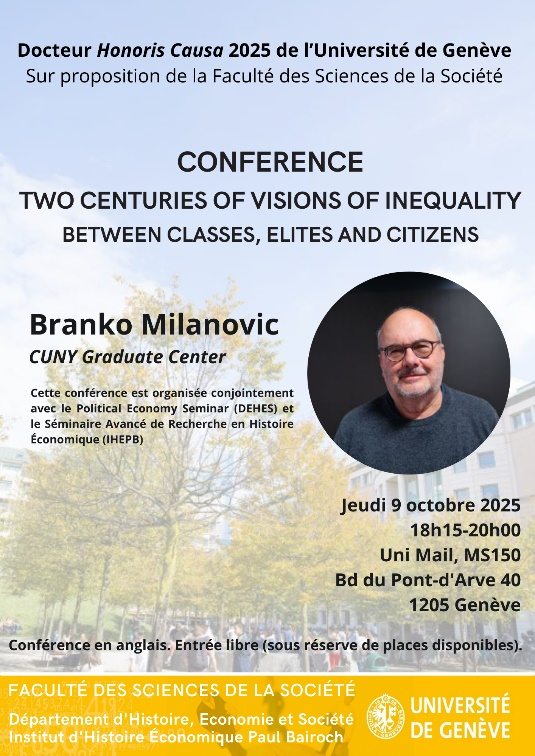 Docteur Honoris Causa 2025 de l’Université de Genève
Sur proposition de la Faculté des Sciences de la Société
CONFERENCE
TWO CENTURIES OF VISIONS OF INEQUALITY
BETWEEN CLASSES, ELITES AND CITIZENS
Branko Milanovic
CUNY Graduate Center
Cette conférence est organisée conjointement
avec le Political Economy Seminar (DEHES) et
le Séminaire Avancé de Recherche en Histoire
Économique (IHEPB)
Jeudi 9 octobre 2025
18h15-20h00
Uni Mail, MS150
Bd du Pont-d'Arve 40
1205 Genève
Conférence en anglais. Entrée libre (sous réserve de places disponibles).
FACULTÉ DES SCIENCES DE LA SOCIÉTÉ
Département d'Histoire, Economie et Société
Institut d'Histoire Économique Paul Bairoch
UNIVERSITÉ
DE GENÈVE